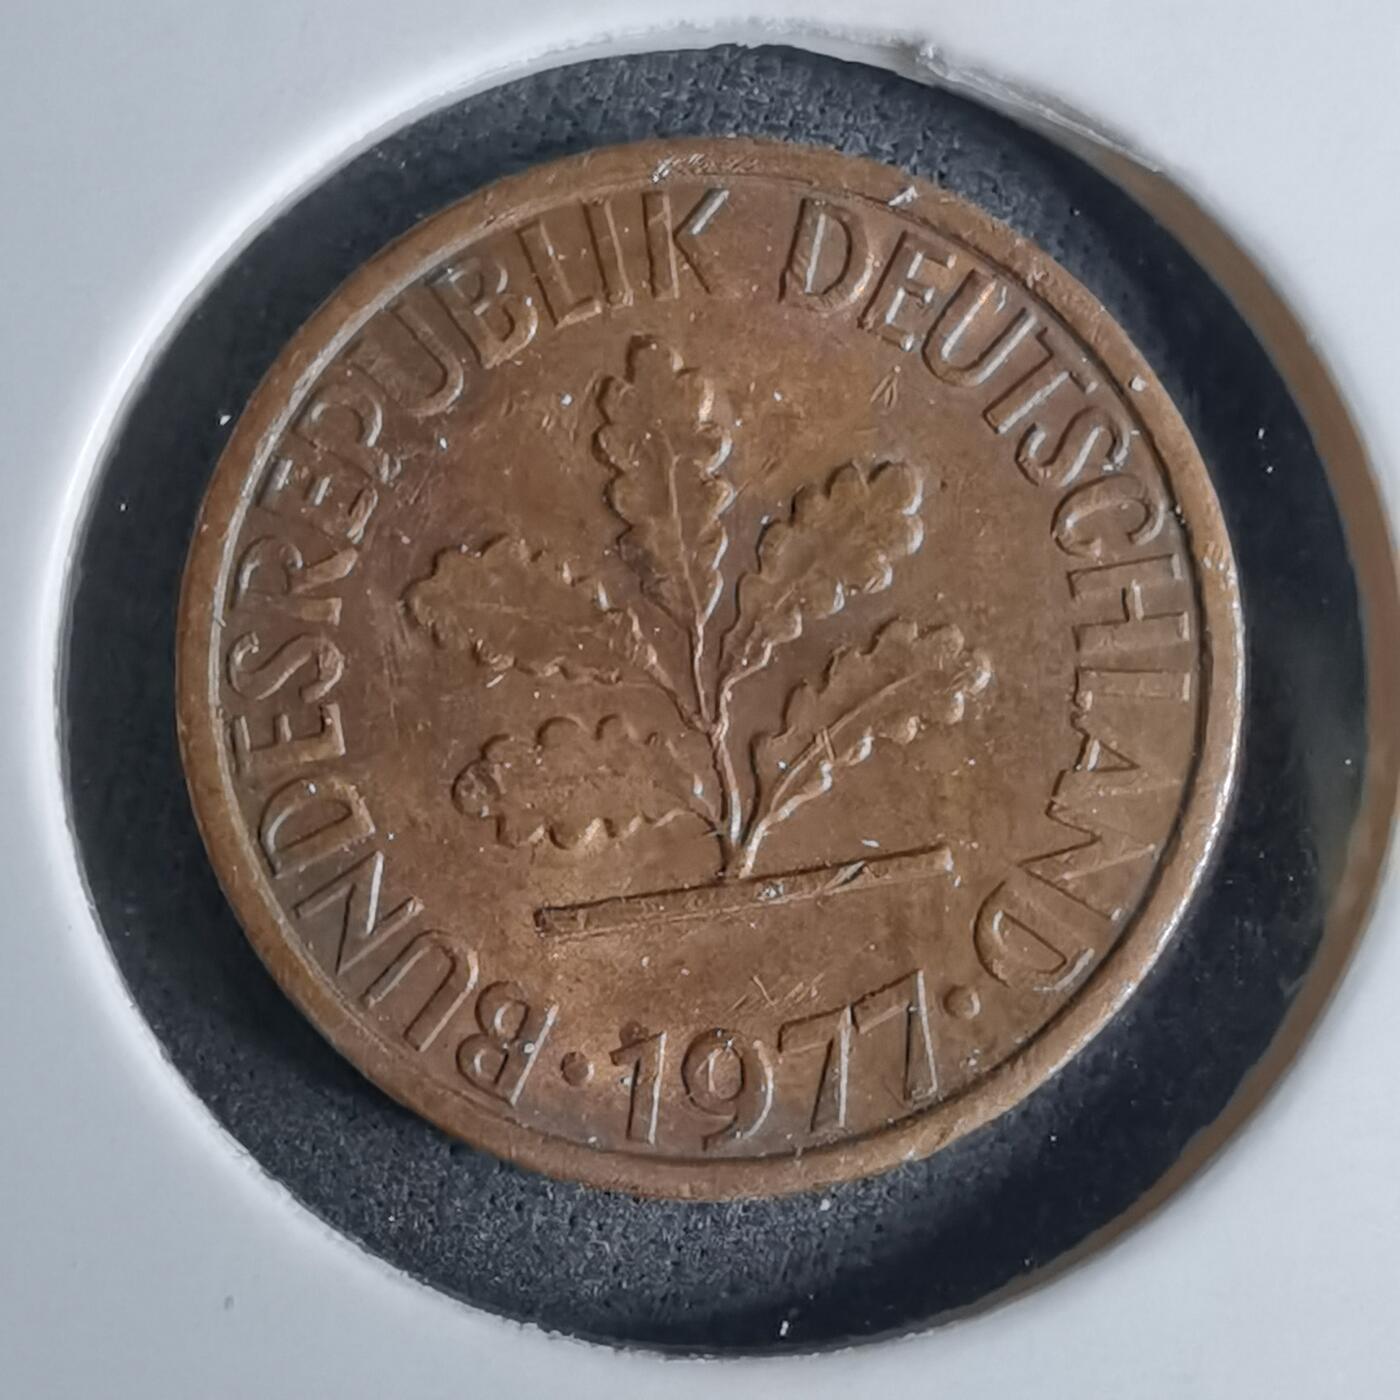 BUNDESREPUBLIK DEUTSCHLAND
· 1977 ·